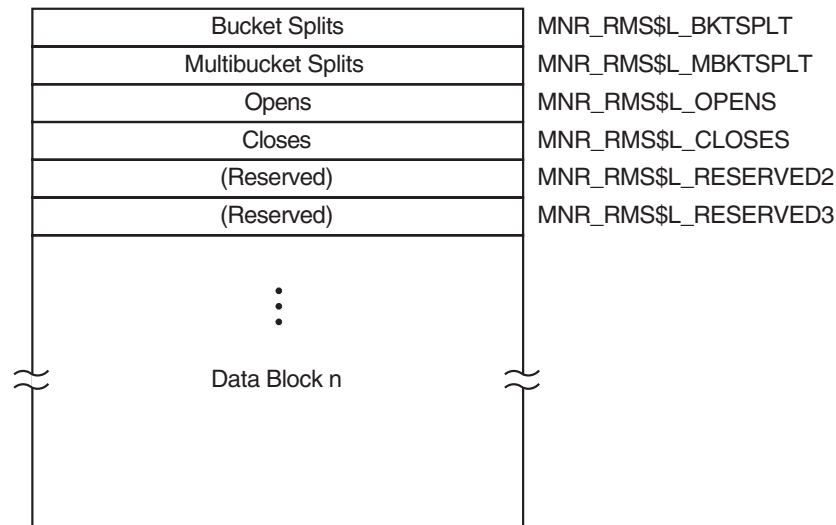 Bucket Splits MNR_RMS$L_BKTSPLT
Multibucket Splits MNR_RMS$L_MBKTSPLT
Opens MNR_RMS$L_OPENS
Closes MNR_RMS$L_CLOSES
(Reserved) MNR_RMS$L_RESERVED2
(Reserved) MNR_RMS$L_RESERVED3
Data Block n